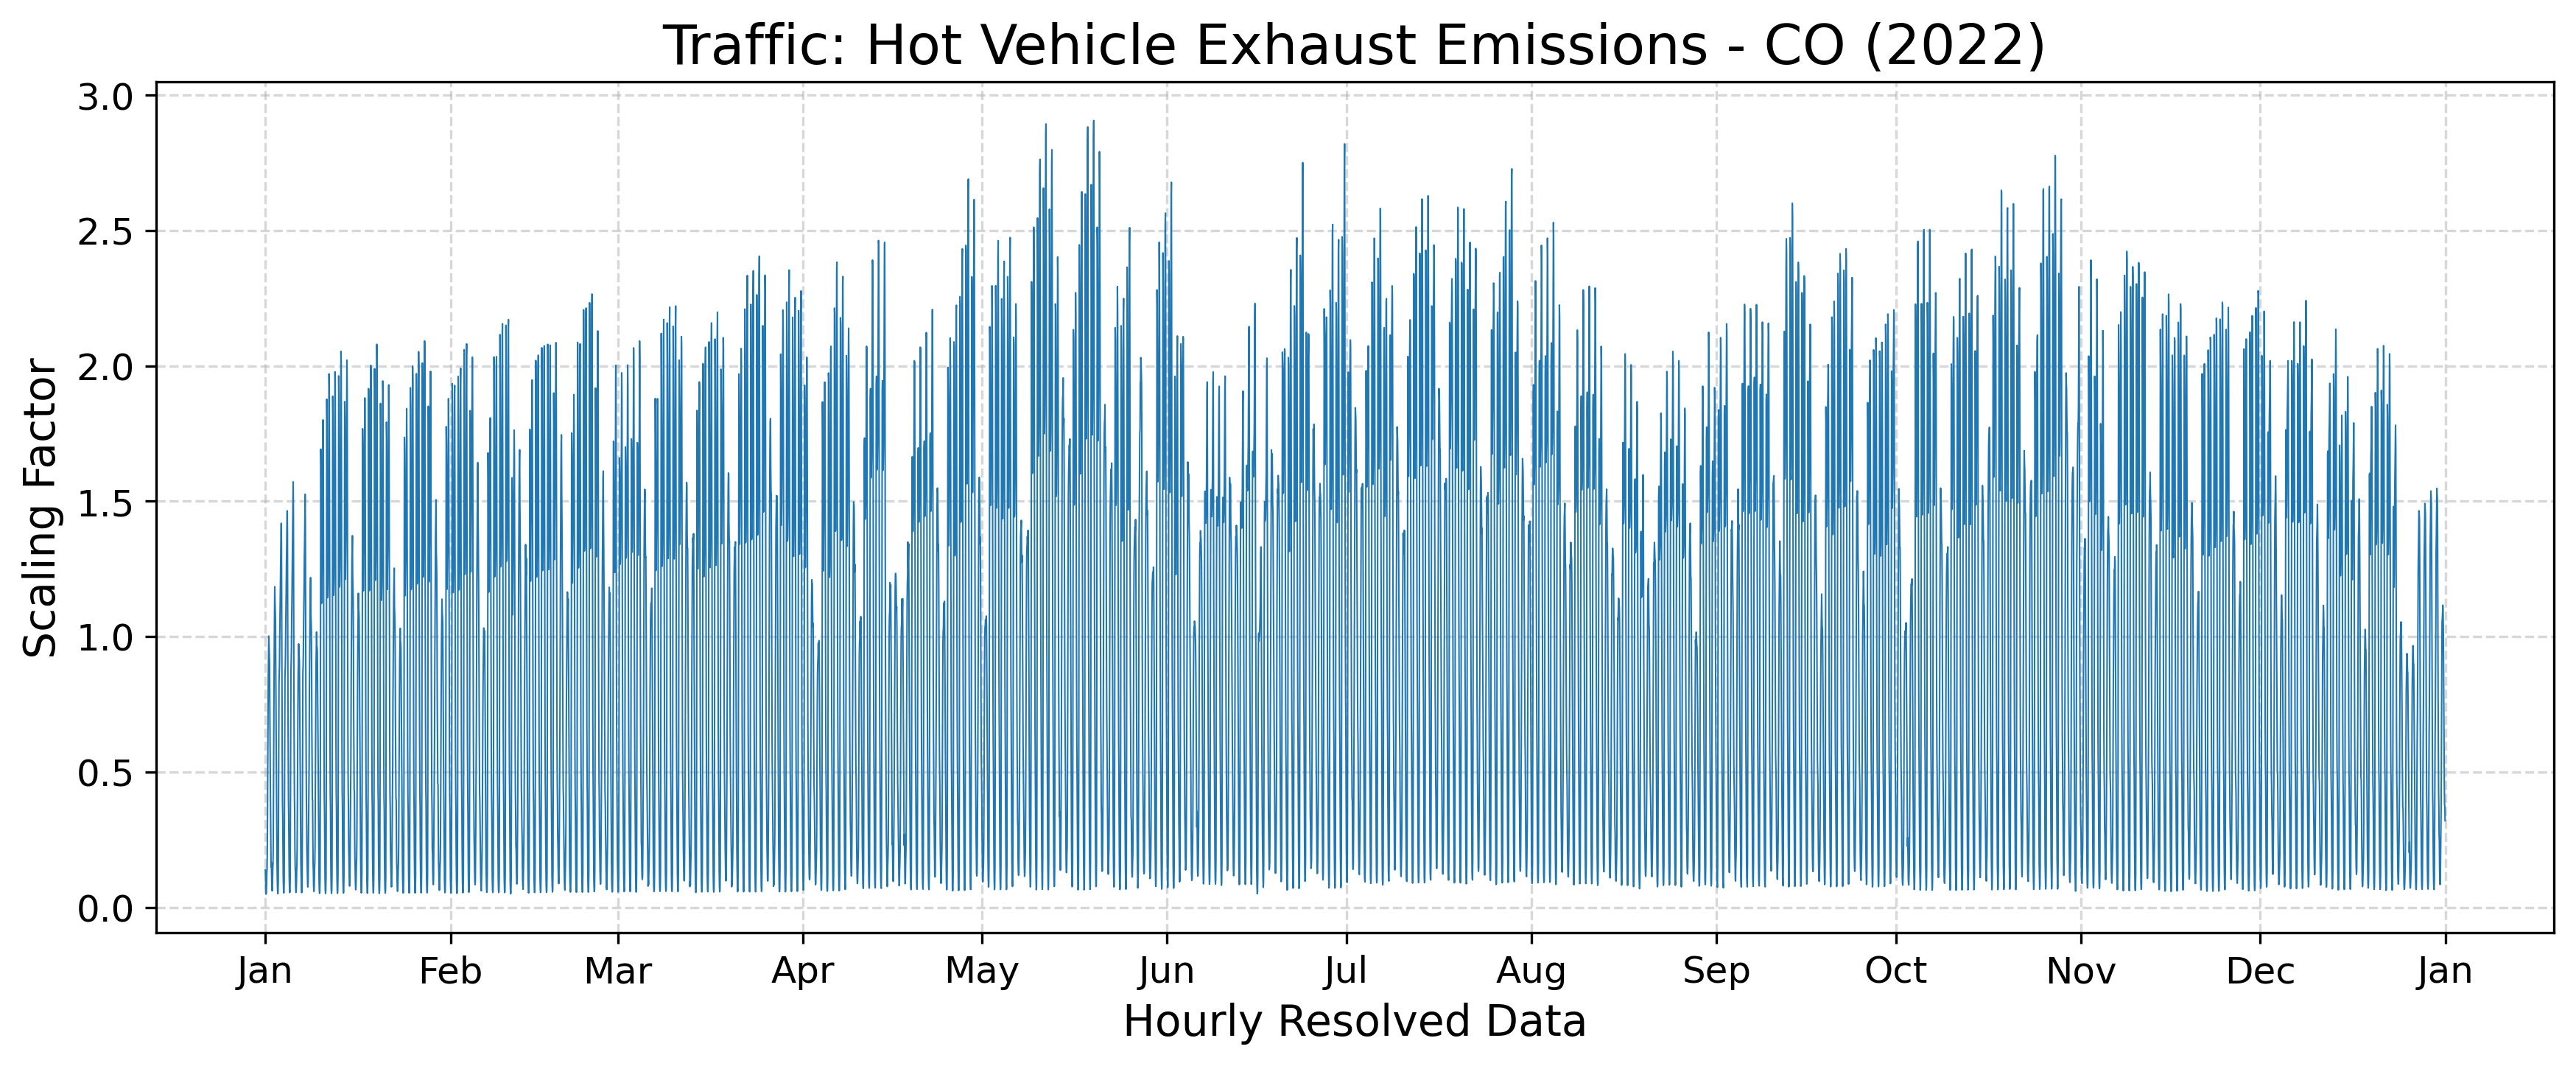 Traffic: Hot Vehicle Exhaust Emissions - CO (2022)
3.0
2.5
2.0
1.5
1.0
0.5
0.0
Scaling Factor
Jan Feb Mar Apr May Jun Jul Aug Sep Oct Nov Dec Jan
Hourly Resolved Data